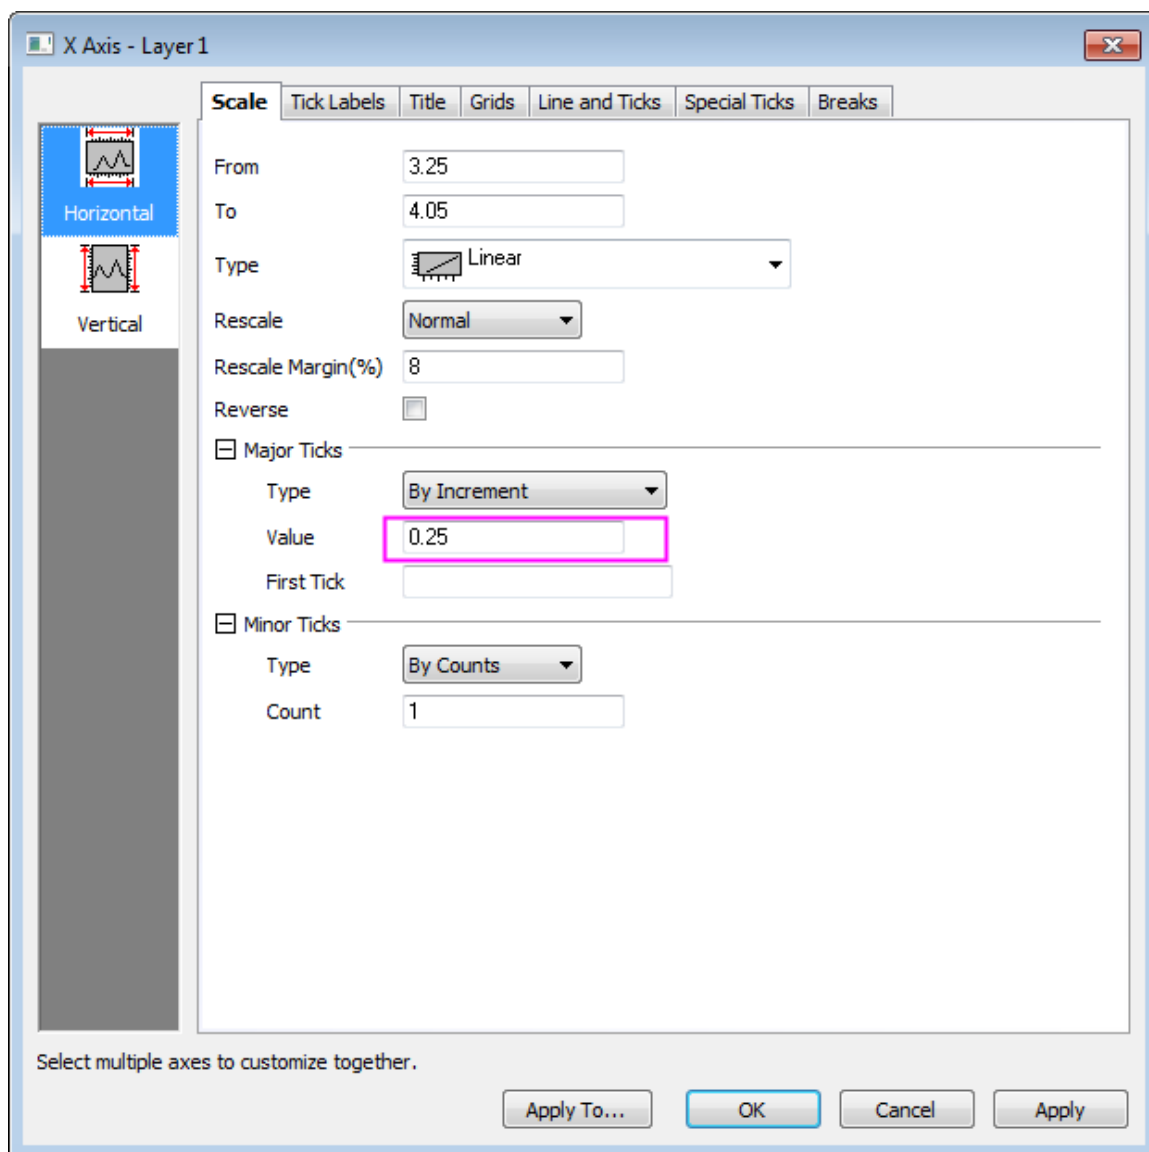 X Axis - Layer 1
Scale Tick Labels Title Grids Line and Ticks Special Ticks Breaks
Horizontal
Vertical
From 3.25
To 4.05
Type Linear
Rescale Normal
Rescale Margin(%) 8
Reverse
Major Ticks
Type By Increment
Value 0.25
First Tick
Minor Ticks
Type By Counts
Count 1
Select multiple axes to customize together.
Apply To... OK Cancel Apply